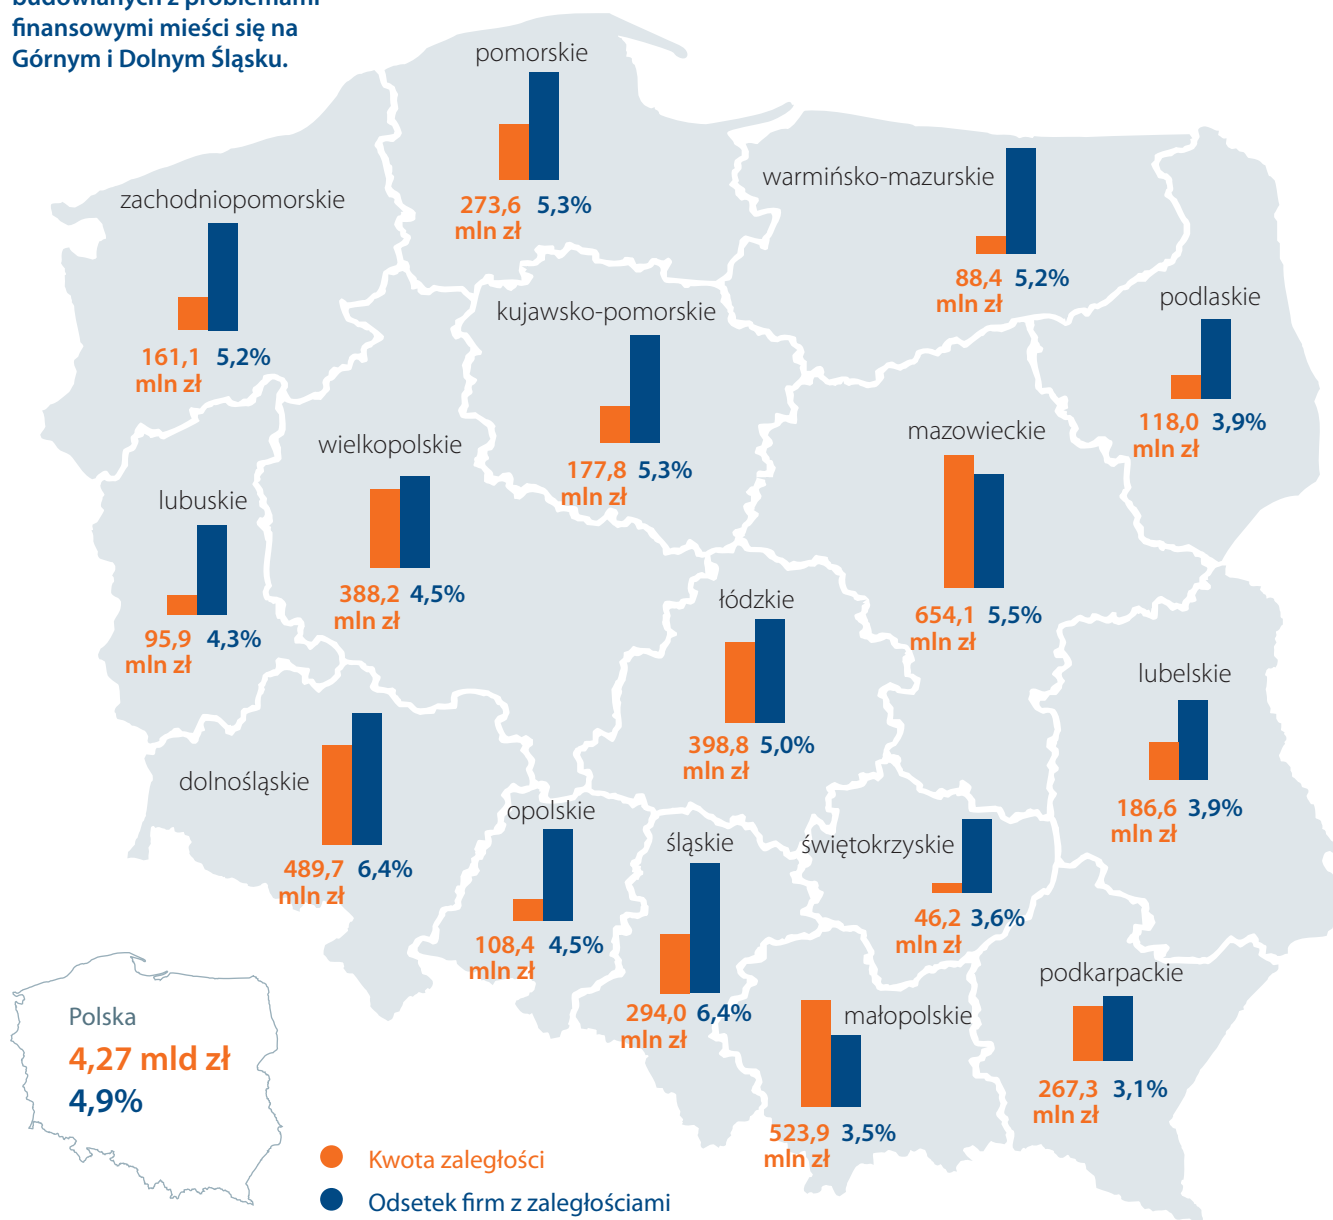 budowlanych z problemami
finansowymi mieści się na
Górnym i Dolnym Śląsku.
pomorskie
273,6 5,3%
mln zł
warmińsko-mazurskie
88,4 5,2%
mln zł
zachodniopomorskie
161,1 5,2%
mln zł
kujawsko-pomorskie
177,8 5,3%
mln zł
podlaskie
118,0 3,9%
mln zł
wielkopolskie
388,2 4,5%
mln zł
mazowieckie
654,1 5,5%
mln zł
lubuskie
95,9 4,3%
mln zł
łódzkie
398,8 5,0%
mln zł
lubelskie
186,6 3,9%
mln zł
dolnośląskie
489,7 6,4%
mln zł
opolskie
108,4 4,5%
mln zł
śląskie
294,0 6,4%
mln zł
świętokrzyskie
46,2 3,6%
mln zł
małopolskie
523,9 3,5%
mln zł
podkarpackie
267,3 3,1%
mln zł
Polska
4,27 mld zł
4,9%
Kwota zaległości
Odsetek firm z zaległościami